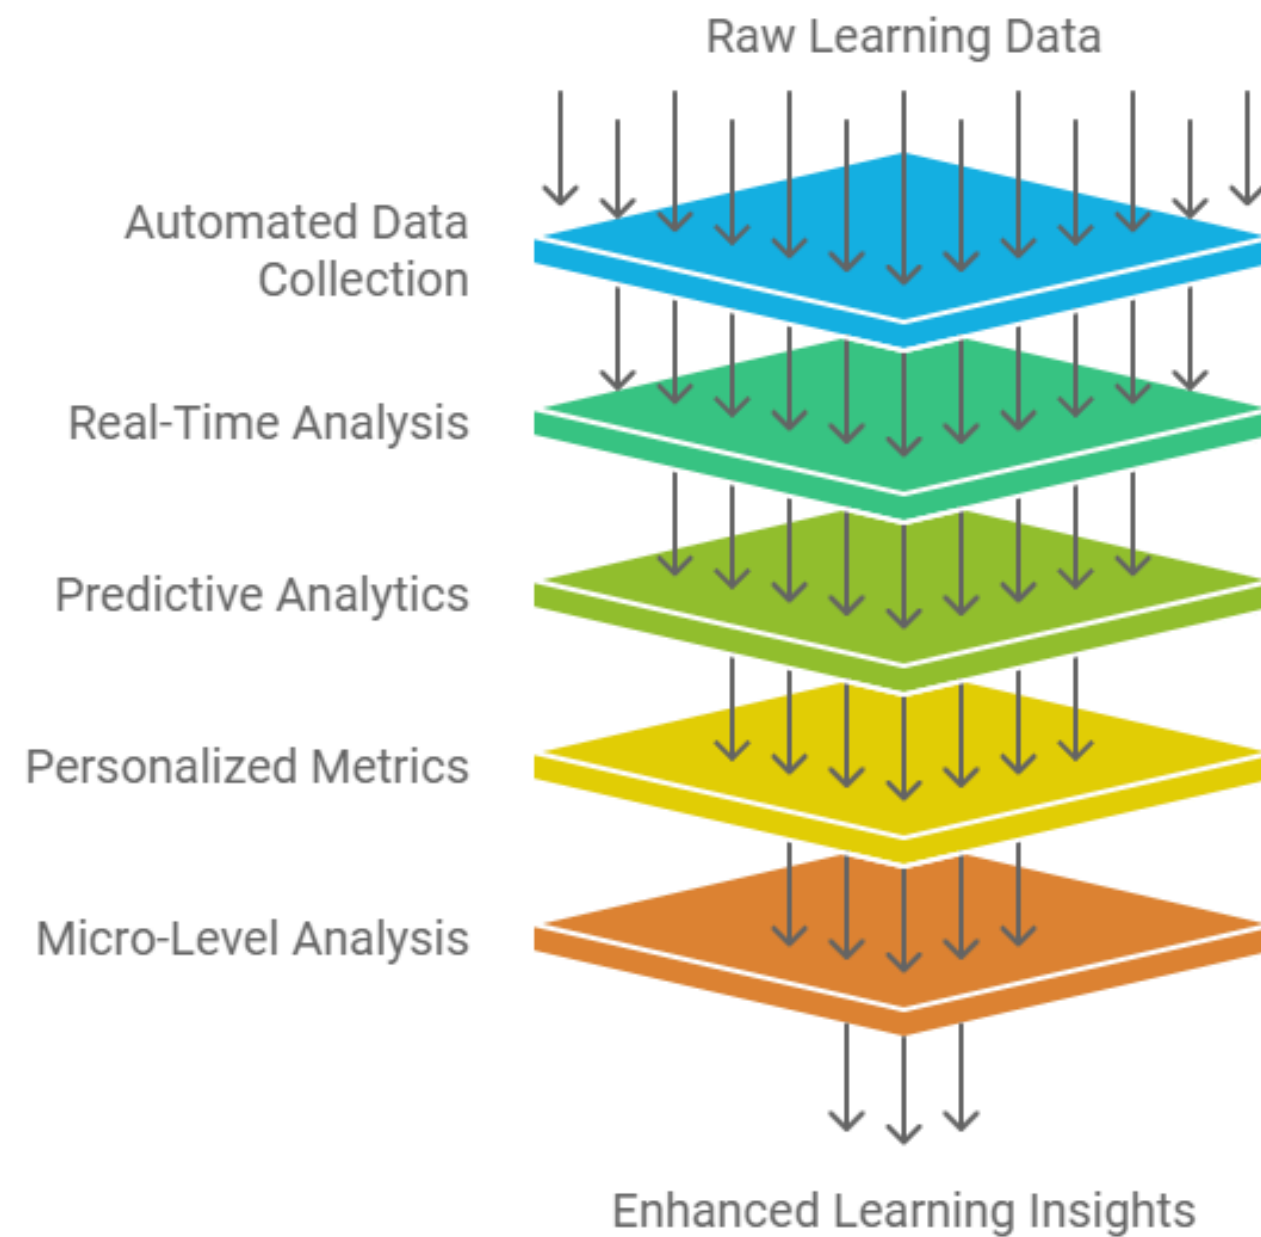 Raw Learning Data
Automated Data
Collection
Real-Time Analysis
Predictive Analytics
Personalized Metrics
Micro-Level Analysis
Enhanced Learning Insights